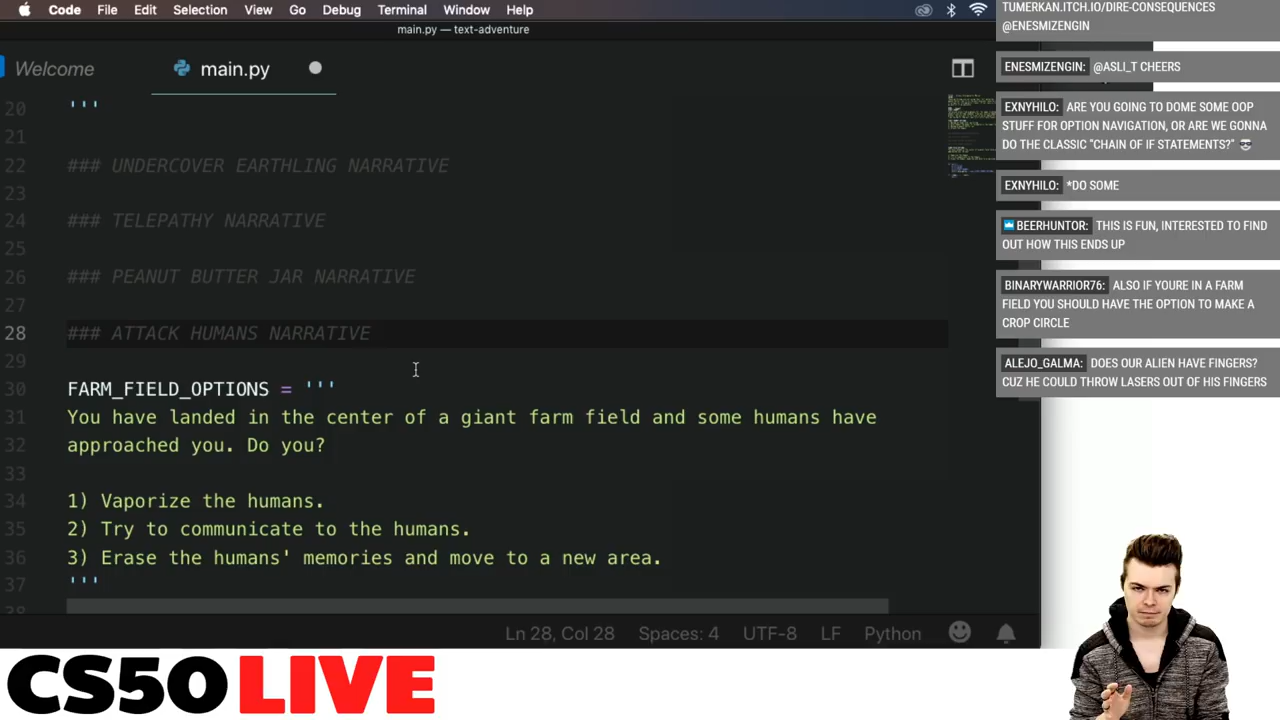 Code File Edit Selection View Go Debug Terminal Window Help
main.py — text-adventure
Welcome main.py
20 '''
21
22 ### UNDERCOVER EARTHLING NARRATIVE
23
24 ### TELEPATHY NARRATIVE
25
26 ### PEANUT BUTTER JAR NARRATIVE
27
28 ### ATTACK HUMANS NARRATIVE
29
30 FARM_FIELD_OPTIONS = '''
31 You have landed in the center of a giant farm field and some humans have
32 approached you. Do you?
33
34 1) Vaporize the humans.
35 2) Try to communicate to the humans.
36 3) Erase the humans' memories and move to a new area.
37 '''
38
Ln 28, Col 28 Spaces: 4 UTF-8 LF Python
TUMERKAN.ITCH.IO/DIRE-CONSEQUENCES
@ENESMIZENGIN
ENESMIZENGIN: @ASLI_T CHEERS
EXNYHILO: ARE YOU GOING TO DOME SOME OOP
STUFF FOR OPTION NAVIGATION, OR ARE WE GONNA
DO THE CLASSIC "CHAIN OF IF STATEMENTS?" 😎
EXNYHILO: *DO SOME
BEERHUNTOR: THIS IS FUN, INTERESTED TO FIND
OUT HOW THIS ENDS UP
BINARYWARRIOR76: ALSO IF YOURE IN A FARM
FIELD YOU SHOULD HAVE THE OPTION TO MAKE A
CROP CIRCLE
ALEJO_GALMA: DOES OUR ALIEN HAVE FINGERS?
CUZ HE COULD THROW LASERS OUT OF HIS FINGERS
CS50 LIVE